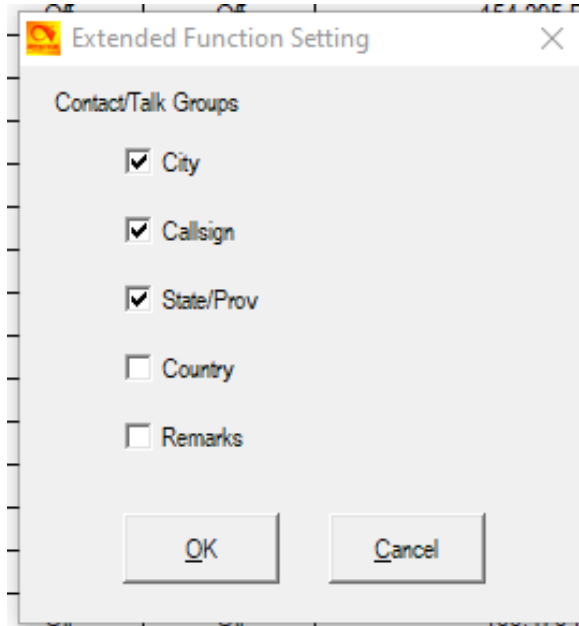 Extended Function Setting
Contact/Talk Groups
City
Callsign
State/Prov
Country
Remarks
OK
Cancel